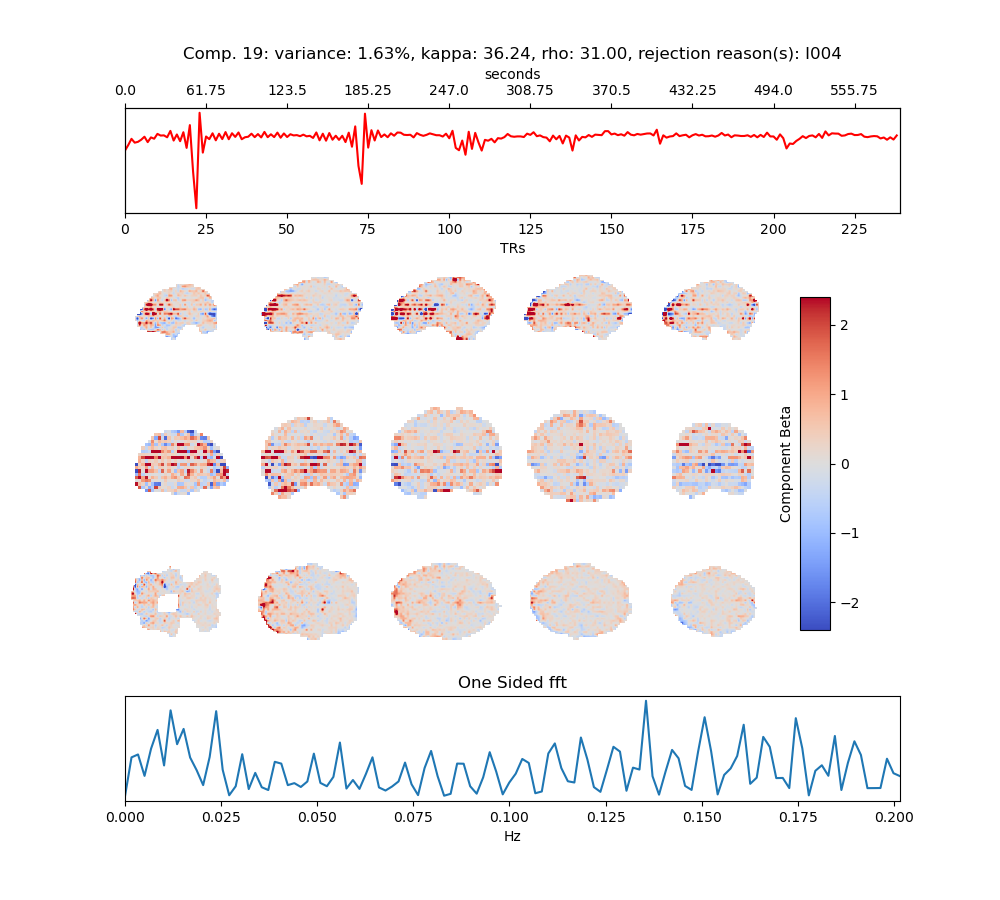 Comp. 19: variance: 1.63%, kappa: 36.24, rho: 31.00, rejection reason(s): I004
seconds
0.0 61.75 123.5 185.25 247.0 308.75 370.5 432.25 494.0 555.75
0 25 50 75 100 125 150 175 200 225
TRs
2
1
0
−1
−2
Component Beta
One Sided fft
0.000 0.025 0.050 0.075 0.100 0.125 0.150 0.175 0.200
Hz